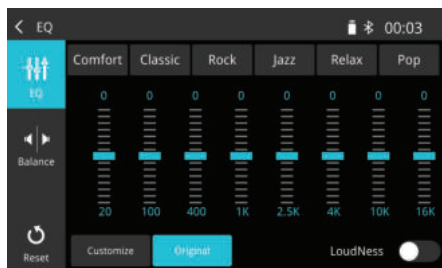 EQ 00:03
Comfort Classic Rock Jazz Relax Pop
EQ
0 0 0 0 0 0 0 0
Balance
20 100 400 1K 2.5K 4K 10K 16K
Reset
Customize Original LoudNess